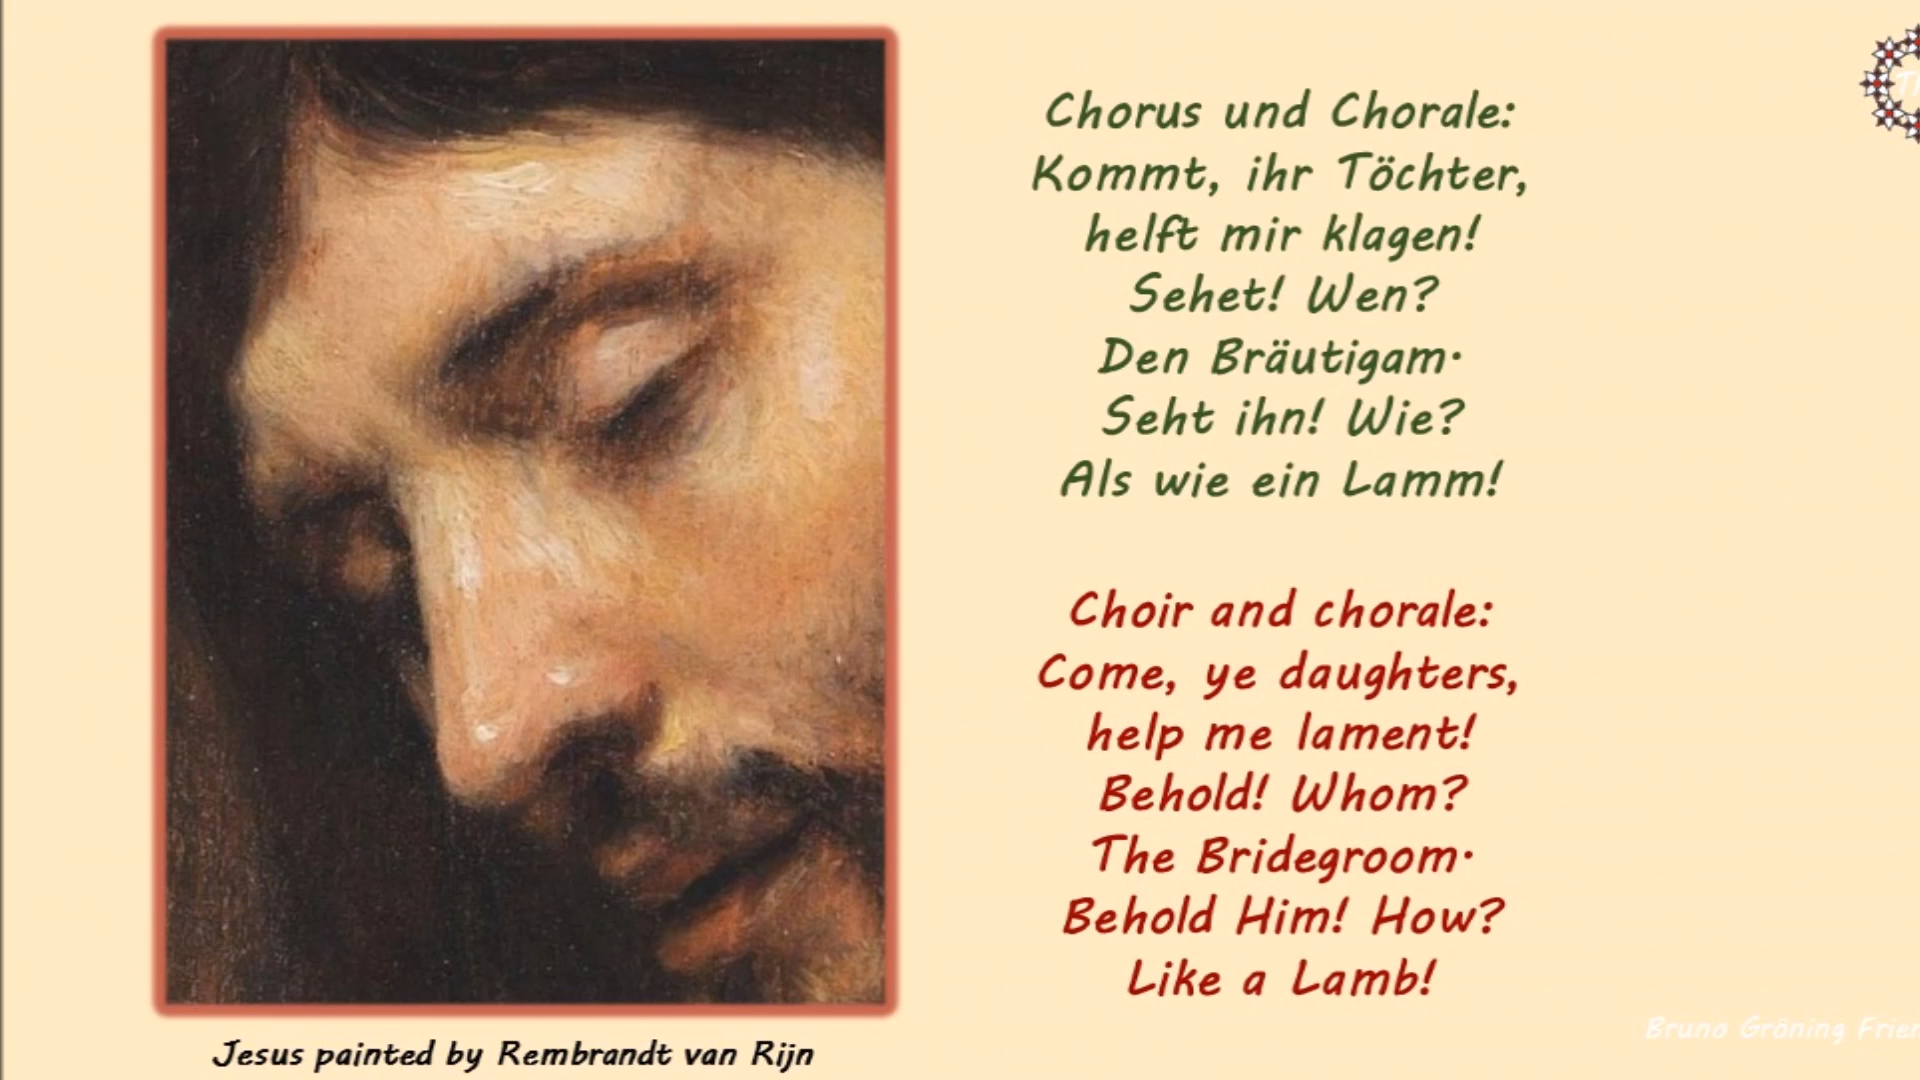 Chorus und Chorale:
Kommt, ihr Töchter,
helft mir klagen!
Sehet! Wen?
Den Bräutigam·
Seht ihn! Wie?
Als wie ein Lamm!
Choir and chorale:
Come, ye daughters,
help me lament!
Behold! Whom?
The Bridegroom·
Behold Him! How?
Like a Lamb!
Jesus painted by Rembrandt van Rijn
Bruno Gröning